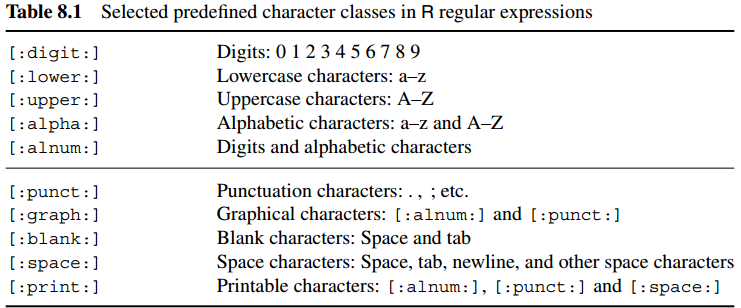 Table 8.1 Selected predefined character classes in R regular expressions
[:digit:] Digits: 0 1 2 3 4 5 6 7 8 9
[:lower:] Lowercase characters: a–z
[:upper:] Uppercase characters: A–Z
[:alpha:] Alphabetic characters: a–z and A–Z
[:alnum:] Digits and alphabetic characters
[:punct:] Punctuation characters: . , ; etc.
[:graph:] Graphical characters: [:alnum:] and [:punct:]
[:blank:] Blank characters: Space and tab
[:space:] Space characters: Space, tab, newline, and other space characters
[:print:] Printable characters: [:alnum:], [:punct:] and [:space:]